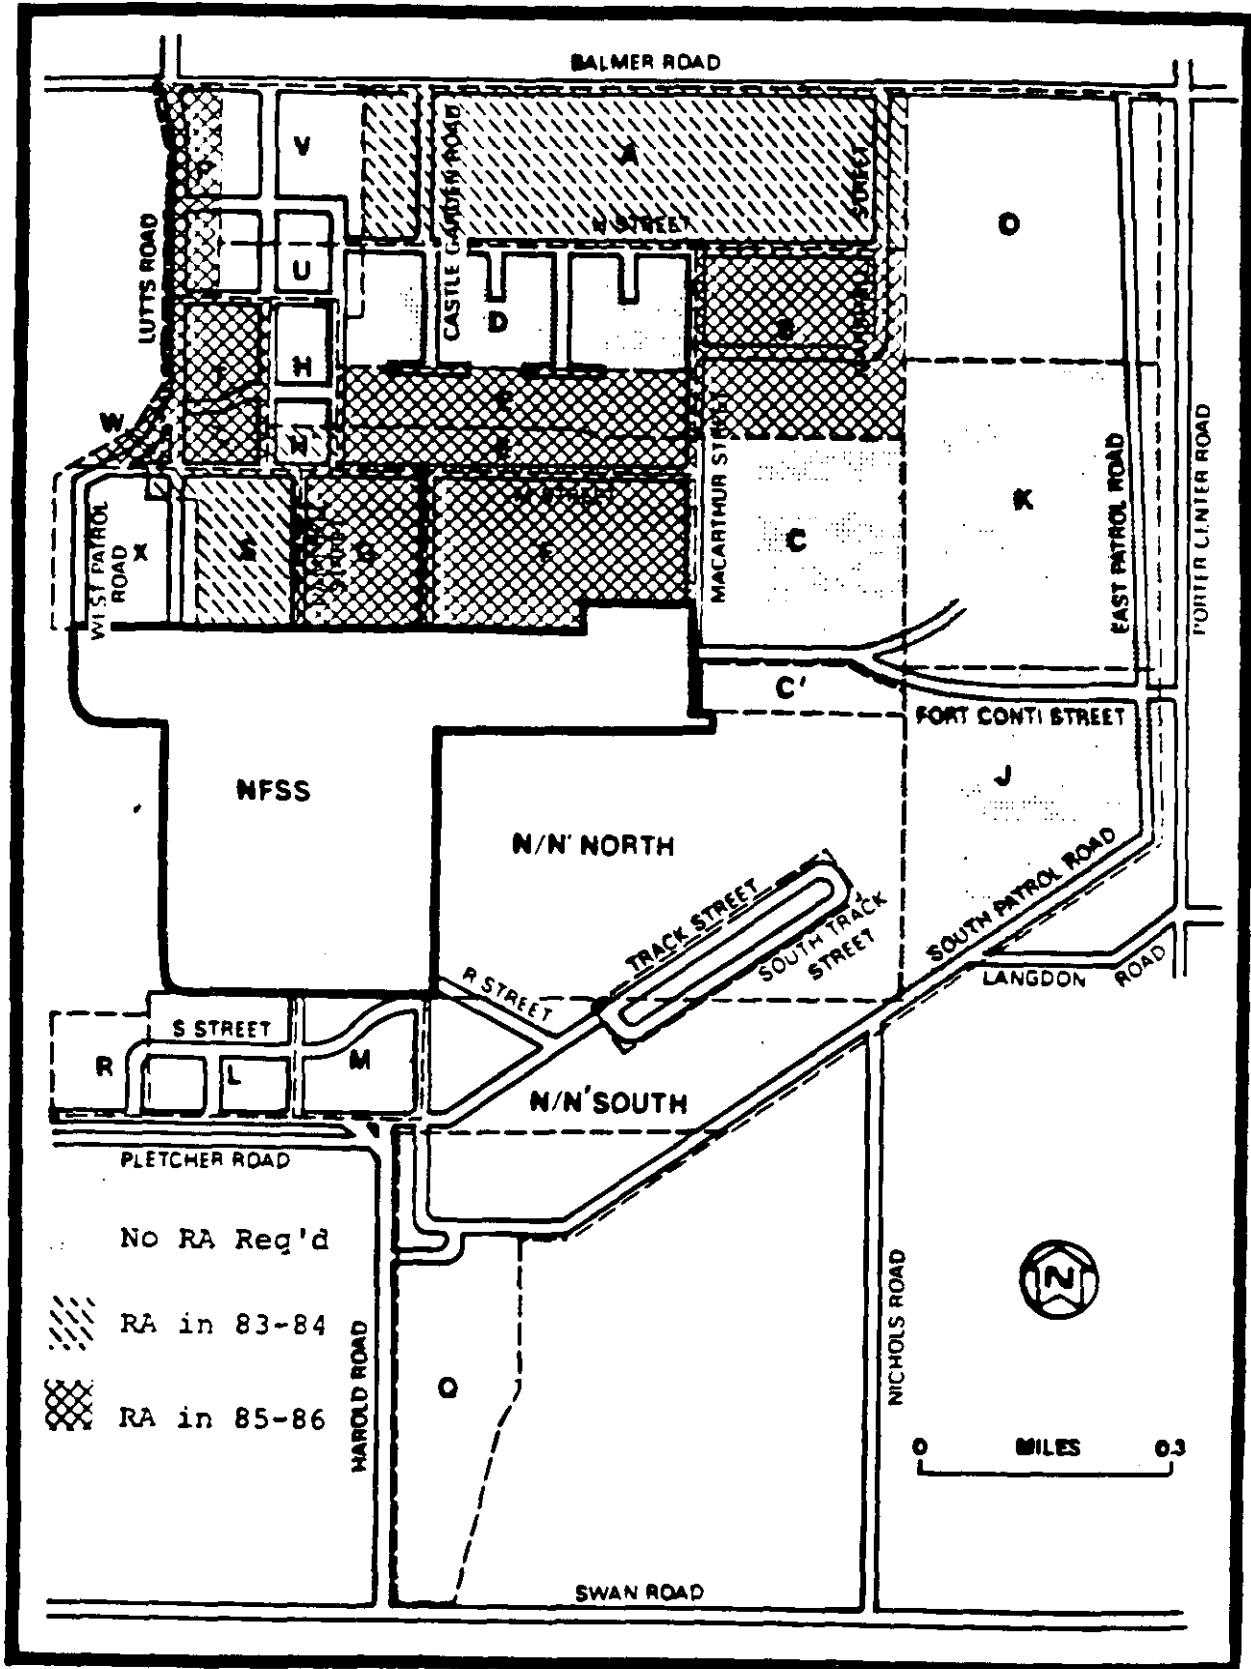 BALMER ROAD
V
A
CASTLE GARDEN ROAD
STREET
N STREET
O
LUTTS ROAD
U
D
B
H
W
MACARTHUR STREET
K
EAST PATROL ROAD
PORTER CENTER ROAD
WEST PATROL
ROAD
X
C
C'
FORT CONTI STREET
NFSS
J
N/N' NORTH
TRACK STREET
SOUTH TRACK
STREET
SOUTH PATROL ROAD
R STREET
LANGDON
ROAD
S STREET
R
L
M
N/N' SOUTH
PLETCHER ROAD
No RA Req'd
RA in 83-84
RA in 85-86
HAROLD ROAD
Q
NICHOLS ROAD
N
0 MILES 0.3
SWAN ROAD